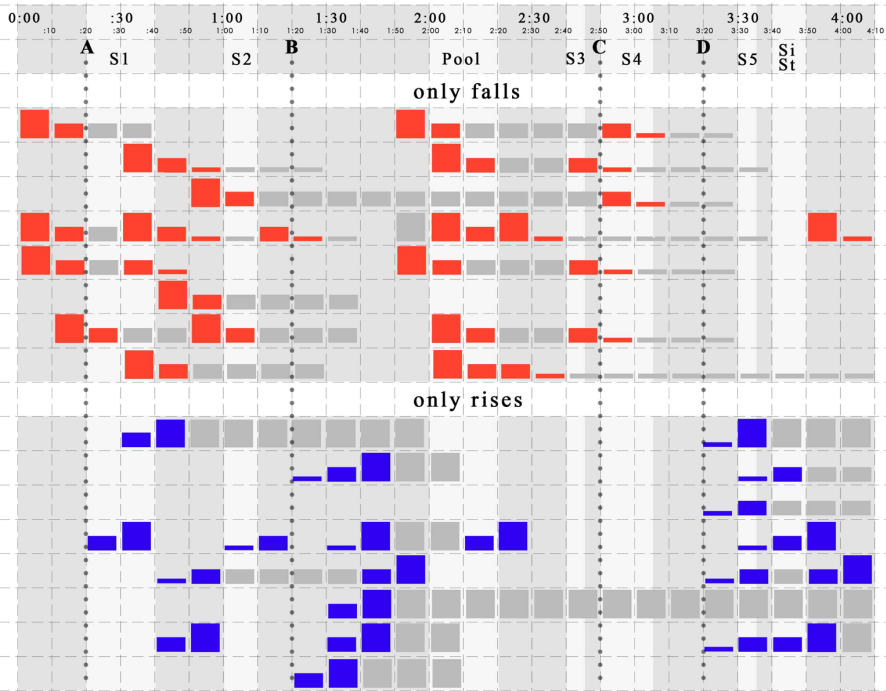 0:00 :30 1:00 1:30 2:00 2:30 3:00 3:30 4:00
:10 :20 :30 :40 :50 1:00 1:10 1:20 1:30 1:40 1:50 2:00 2:10 2:20 2:30 2:40 2:50 3:00 3:10 3:20 3:30 3:40 3:50 4:00 4:10
A B C D
S1 S2 Pool S3 S4 S5 Si
St
only falls
only rises